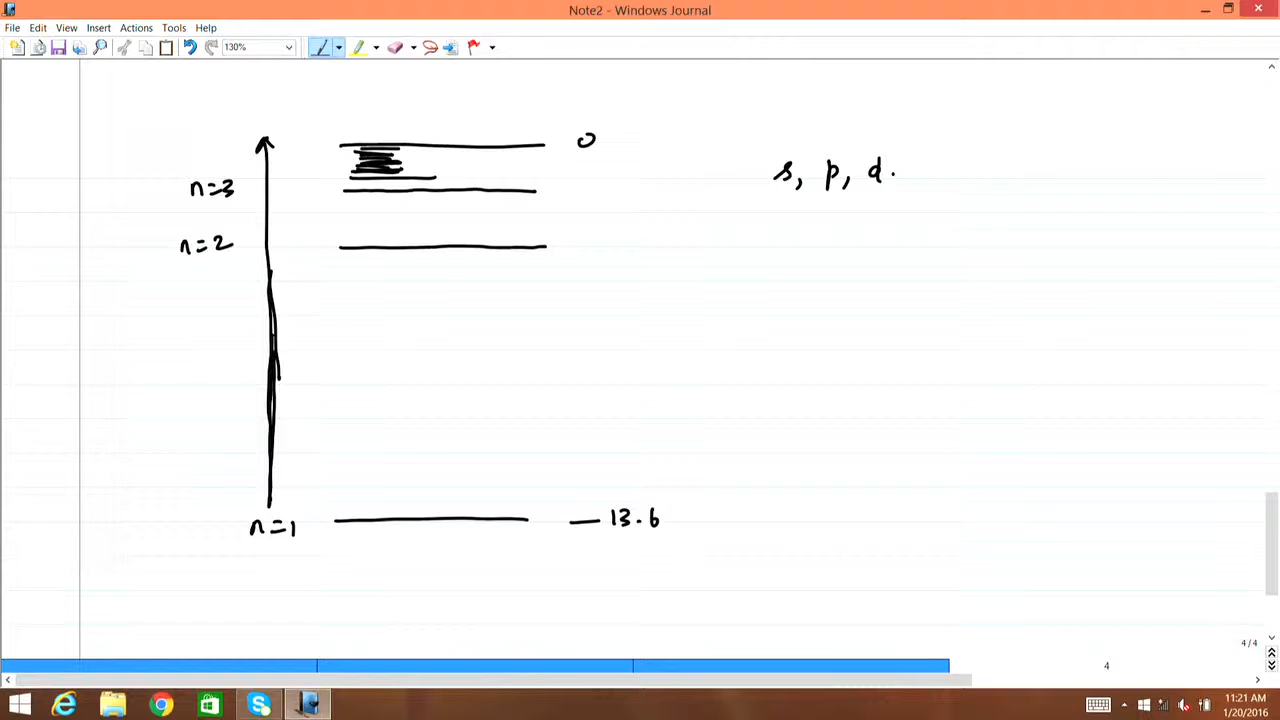 Note2 - Windows Journal
File Edit View Insert Actions Tools Help
130%
0
s, p, d.
n=3
n=2
n=1
— 13.6
4/4
4
11:21 AM
1/20/2016